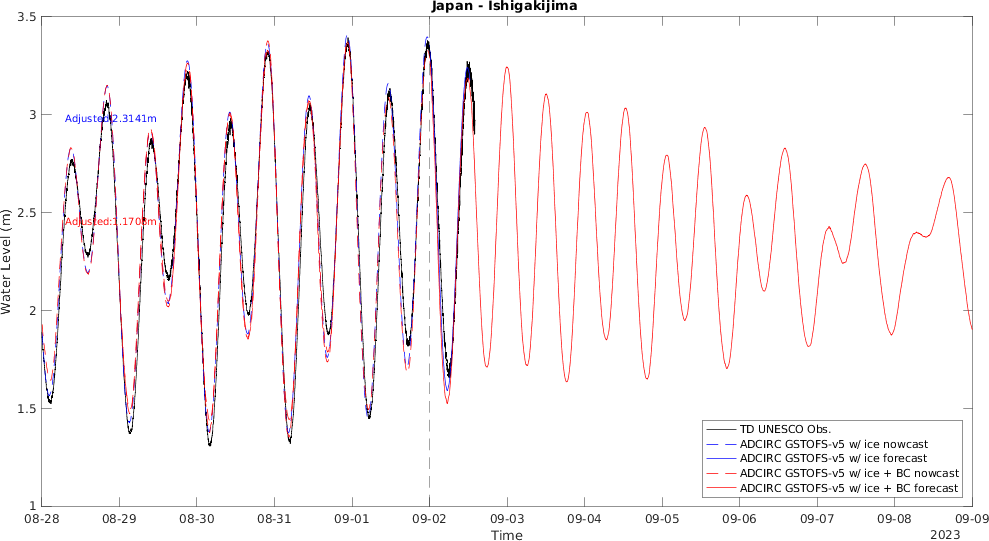 Japan - Ishigakijima
3.5
3
2.5
2
1.5
1
Water Level (m)
Adjusted:2.3141m
Adjusted:1.1708m
TD UNESCO Obs.
ADCIRC GSTOFS-v5 w/ ice nowcast
ADCIRC GSTOFS-v5 w/ ice forecast
ADCIRC GSTOFS-v5 w/ ice + BC nowcast
ADCIRC GSTOFS-v5 w/ ice + BC forecast
08-28 08-29 08-30 08-31 09-01 09-02 09-03 09-04 09-05 09-06 09-07 09-08 09-09
Time
2023